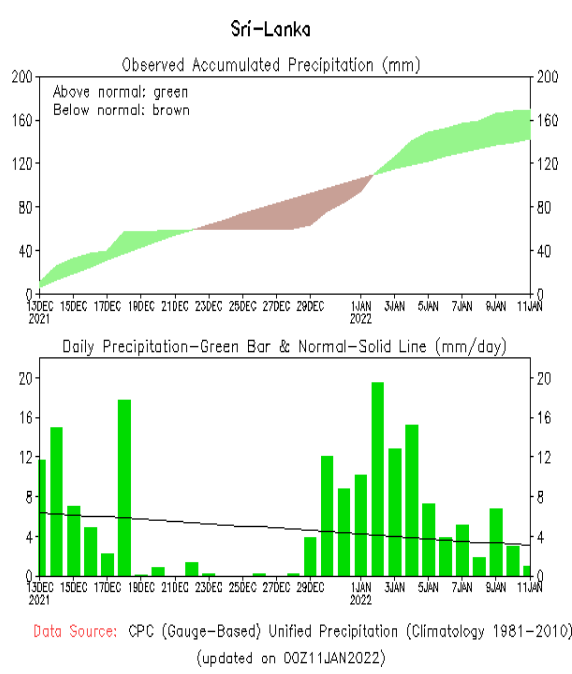 Sri-Lanka
Observed Accumulated Precipitation (mm)
Above normal: green
Below normal: brown
200 200
160 160
120 120
80 80
40 40
0 0
13DEC 15DEC 17DEC 19DEC 21DEC 23DEC 25DEC 27DEC 29DEC 1JAN 3JAN 5JAN 7JAN 9JAN 11JAN
2021 2022
Daily Precipitation-Green Bar & Normal-Solid Line (mm/day)
20 20
16 16
12 12
8 8
4 4
0 0
13DEC 15DEC 17DEC 19DEC 21DEC 23DEC 25DEC 27DEC 29DEC 1JAN 3JAN 5JAN 7JAN 9JAN 11JAN
2021 2022
Data Source: CPC (Gauge-Based) Unified Precipitation (Climatology 1981-2010)
(updated on 00Z11JAN2022)